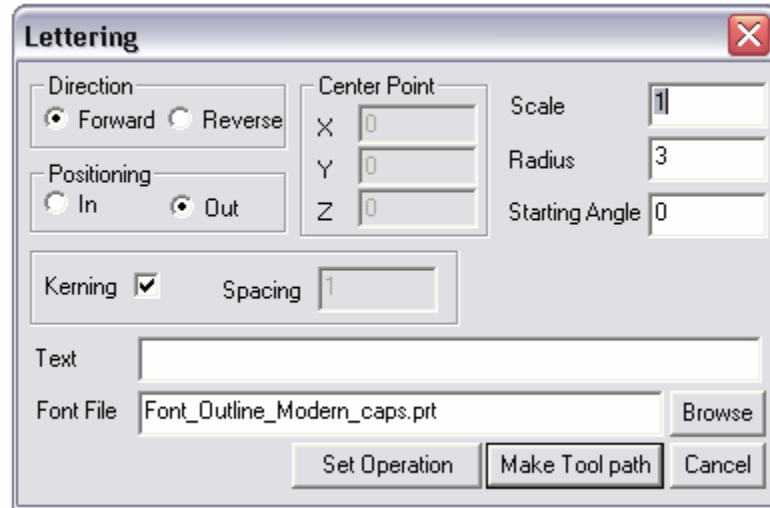 Lettering
Direction
Forward Reverse
Positioning
In Out
Center Point
X 0
Y 0
Z 0
Scale 1
Radius 3
Starting Angle 0
Kerning Spacing 1
Text
Font File Font_Outline_Modern_caps.prt Browse
Set Operation Make Tool path Cancel